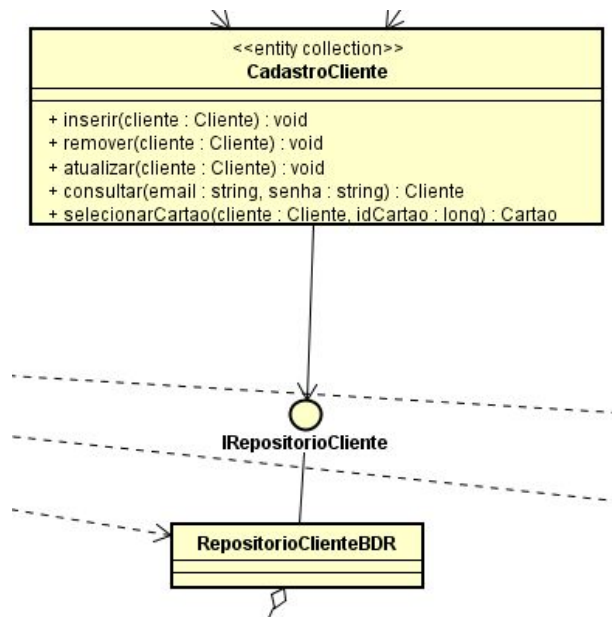 <<entity collection>>
CadastroCliente
+ inserir(cliente : Cliente) : void
+ remover(cliente : Cliente) : void
+ atualizar(cliente : Cliente) : void
+ consultar(email : string, senha : string) : Cliente
+ selecionarCartao(cliente : Cliente, idCartao : long) : Cartao
IRepositorioCliente
RepositorioClienteBDR